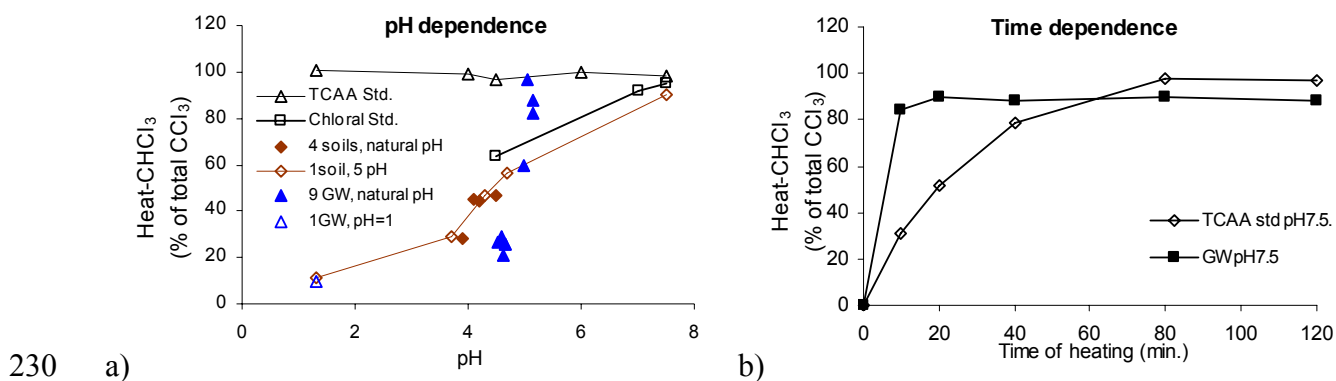 pH dependence
Heat-CHCl₃
(% of total CCl₃)
120
100
80
60
40
20
0
TCAA Std.
Chloral Std.
4 soils, natural pH
1soil, 5 pH
9 GW, natural pH
1GW, pH=1
0 2 4 6 8
pH
Time dependence
Heat-CHCl₃
(% of total CCl₃)
120
100
80
60
40
20
0
TCAA std pH7.5.
GWpH7.5
0 20 40 60 80 100 120
Time of heating (min.)
230 a) b)